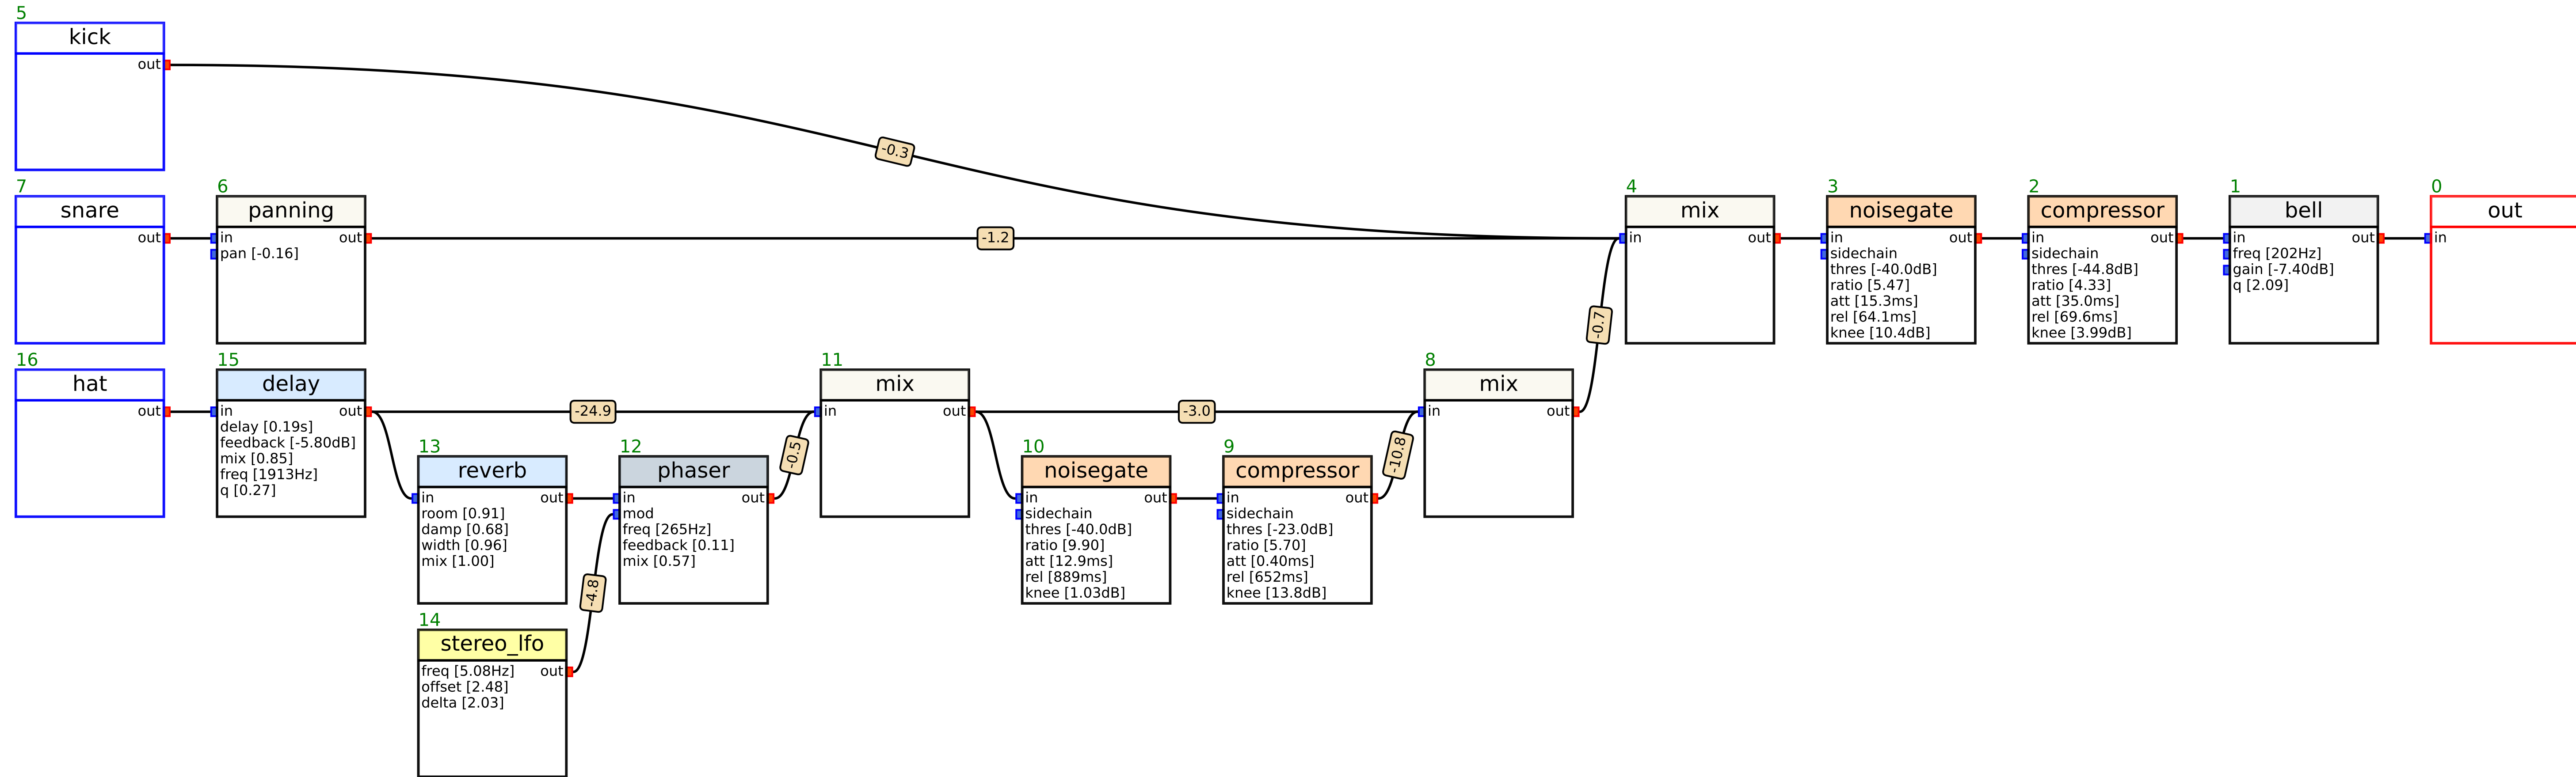 5
kick
out
-0.3
7
snare
out
6
panning
in out
pan [-0.16]
-1.2
4
mix
in out
3
noisegate
in out
sidechain
thres [-40.0dB]
ratio [5.47]
att [15.3ms]
rel [64.1ms]
knee [10.4dB]
2
compressor
in out
sidechain
thres [-44.8dB]
ratio [4.33]
att [35.0ms]
rel [69.6ms]
knee [3.99dB]
1
bell
in out
freq [202Hz]
gain [-7.40dB]
q [2.09]
0
out
in
-0.7
16
hat
out
15
delay
in out
delay [0.19s]
feedback [-5.80dB]
mix [0.85]
freq [1913Hz]
q [0.27]
-24.9
13
reverb
in out
room [0.91]
damp [0.68]
width [0.96]
mix [1.00]
12
phaser
in out
mod
freq [265Hz]
feedback [0.11]
mix [0.57]
-0.5
11
mix
in out
-3.0
10
noisegate
in out
sidechain
thres [-40.0dB]
ratio [9.90]
att [12.9ms]
rel [889ms]
knee [1.03dB]
9
compressor
in out
sidechain
thres [-23.0dB]
ratio [5.70]
att [0.40ms]
rel [652ms]
knee [13.8dB]
-10.8
8
mix
in out
-4.8
14
stereo_lfo
freq [5.08Hz] out
offset [2.48]
delta [2.03]